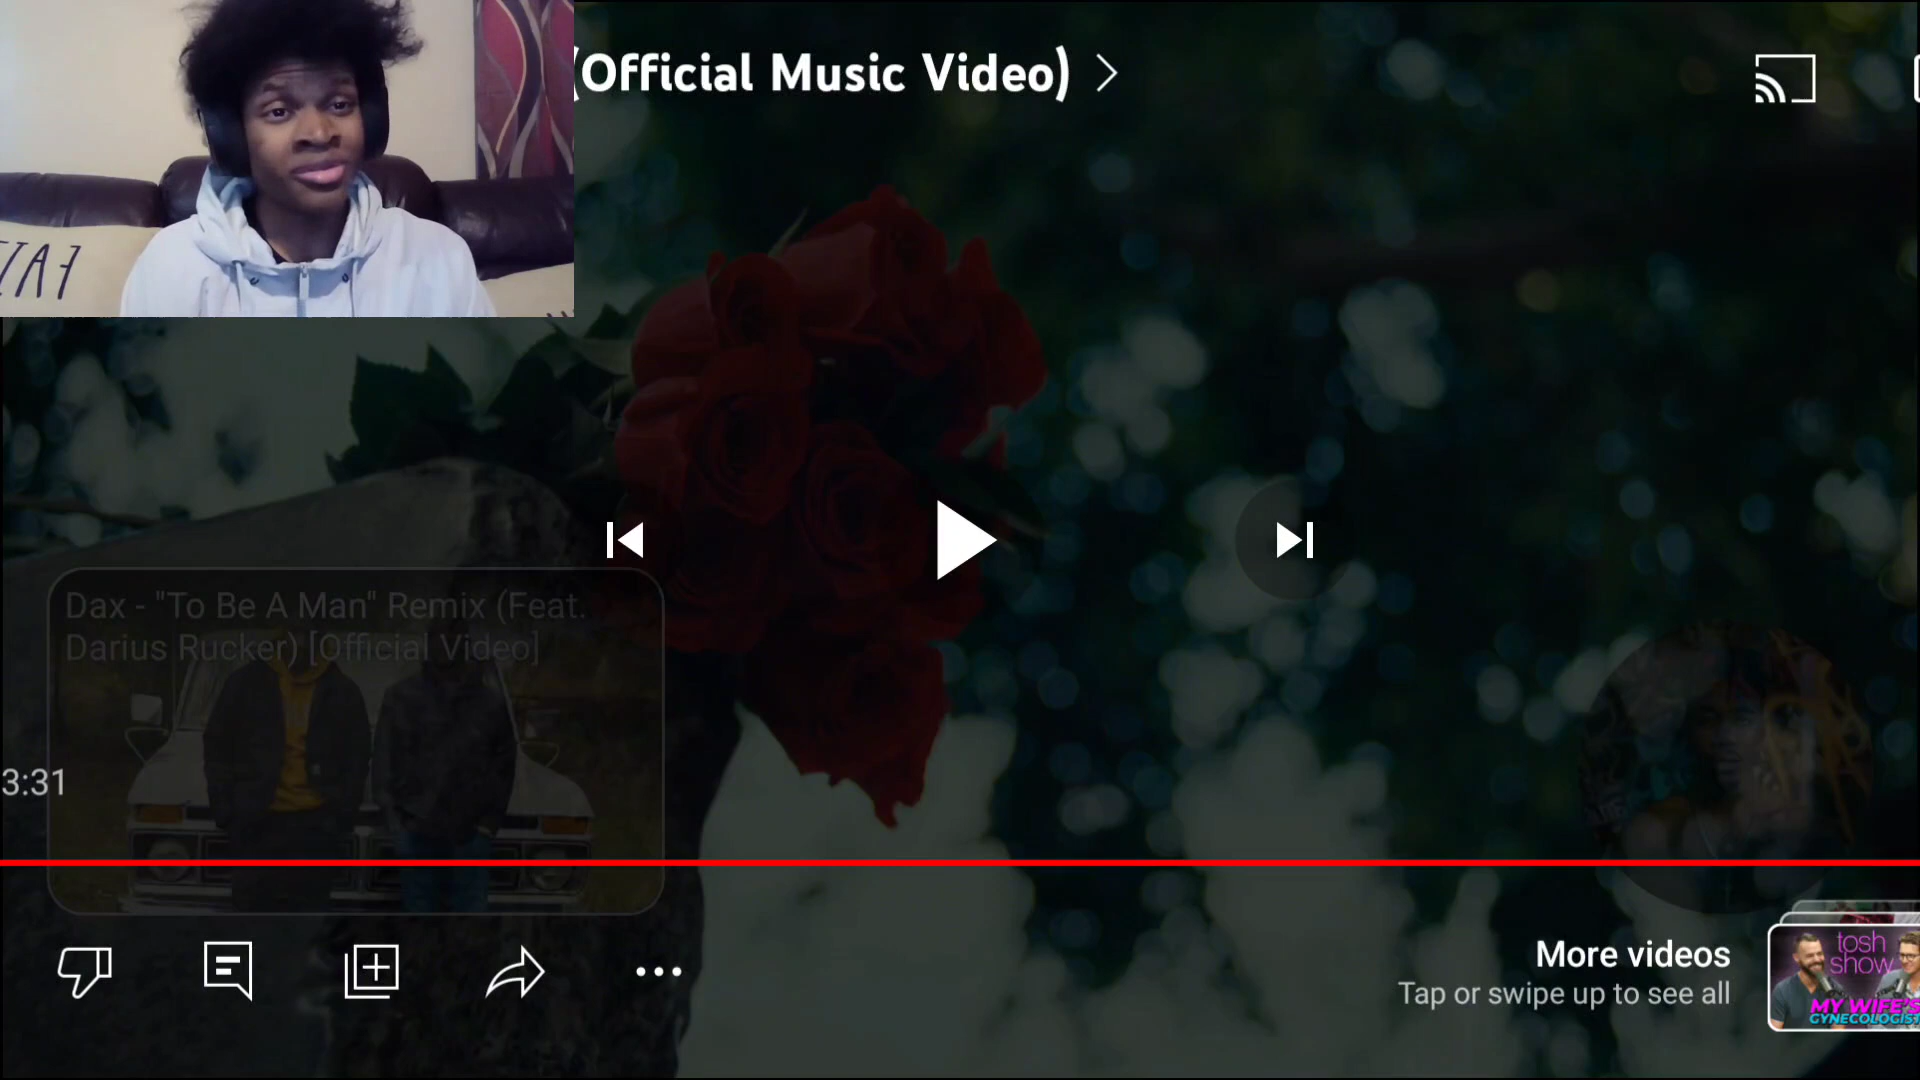 (Official Music Video)
Dax - "To Be A Man" Remix (Feat.
Darius Rucker) [Official Video]
3:31
More videos
Tap or swipe up to see all
tosh
show
MY WIFE'S
GYNECOLOGIST